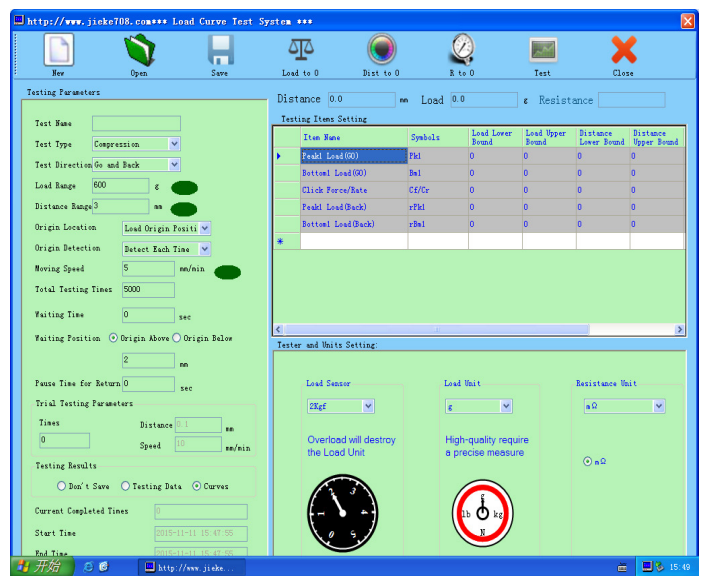 http://www.jieke708.com*** Load Curve Test System ***
New Open Save Load to 0 Dist to 0 R to 0 Test Close
Testing Parameters
Distance 0.0 mm Load 0.0 g Resistance
Testing Items Setting
Test Name
Test Type Compression
Test Direction Go and Back
Load Range 600 g
Distance Range 3 mm
Origin Location Load Origin Positi
Origin Detection Detect Each Time
Moving Speed 5 mm/min
Total Testing Times 5000
Waiting Time 0 sec
Waiting Position Origin Above Origin Below
2 mm
Pause Time for Return 0 sec
Trial Testing Parameters
Times Distance 0.1 mm
0 Speed 10 mm/min
Testing Results
Don't Save Testing Data Curves
Current Completed Times 0
Start Time 2015-11-11 15:47:55
End Time 2015-11-11 15:47:55
Item Name Symbols Load Lower Bound Load Upper Bound Distance Lower Bound Distance Upper Bound
Peak1 Load(GO) Pk1 0 0 0 0
Bottom1 Load(GO) Bm1 0 0 0 0
Click Force/Rate Cf/Cr 0 0 0 0
Peak1 Load(Back) rPk1 0 0 0 0
Bottom1 Load(Back) rBm1 0 0 0 0
Tester and Units Setting:
Load Sensor Load Unit Resistance Unit
2Kgf g mΩ
Overload will destroy
the Load Unit
High-quality require
a precise measure
mΩ
1 3 4 5 0
g lb kg N
开始 http://www.jieke... 15:49